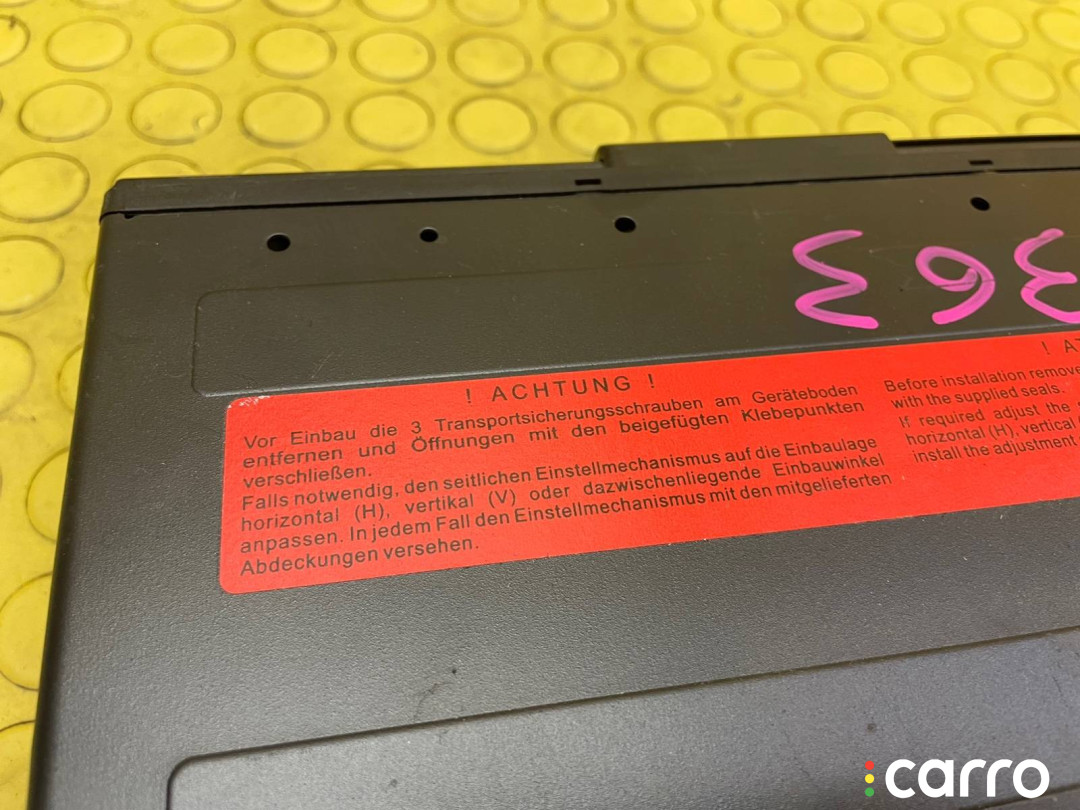 363
! ACHTUNG !
Vor Einbau die 3 Transportsicherungsschrauben am Geräteboden
entfernen und Öffnungen mit den beigefügten Klebepunkten
verschließen.
Falls notwendig, den seitlichen Einstellmechanismus auf die Einbaulage
horizontal (H), vertikal (V) oder dazwischenliegende Einbauwinkel
anpassen. In jedem Fall den Einstellmechanismus mit den mitgelieferten
Abdeckungen versehen.
! AT
Before installation remove
with the supplied seals.
If required adjust the
horizontal (H), vertical
install the adjustment
carro